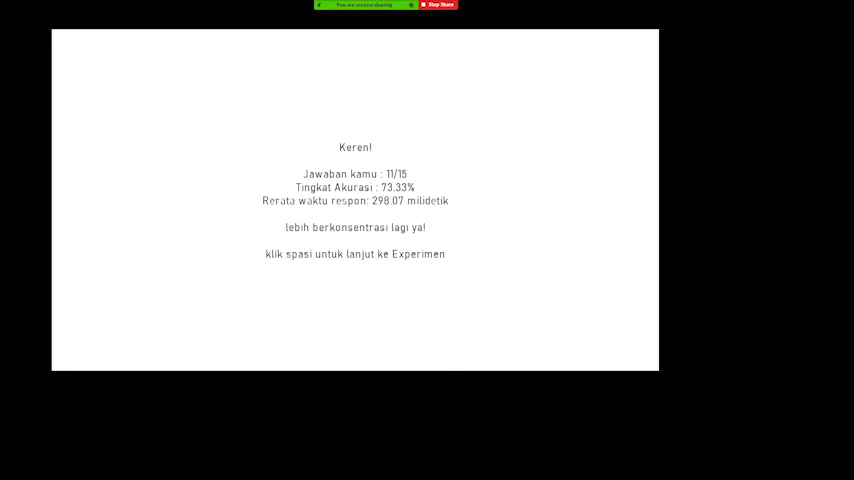 You are screen sharing
Stop Share
Keren!
Jawaban kamu : 11/15
Tingkat Akurasi : 73.33%
Rerata waktu respon: 298.07 milidetik
lebih berkonsentrasi lagi ya!
klik spasi untuk lanjut ke Experimen